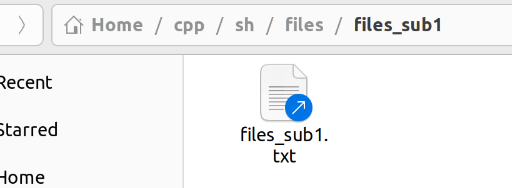 Home / cpp / sh / files / files_sub1
Recent
Starred
Home
files_sub1.
txt